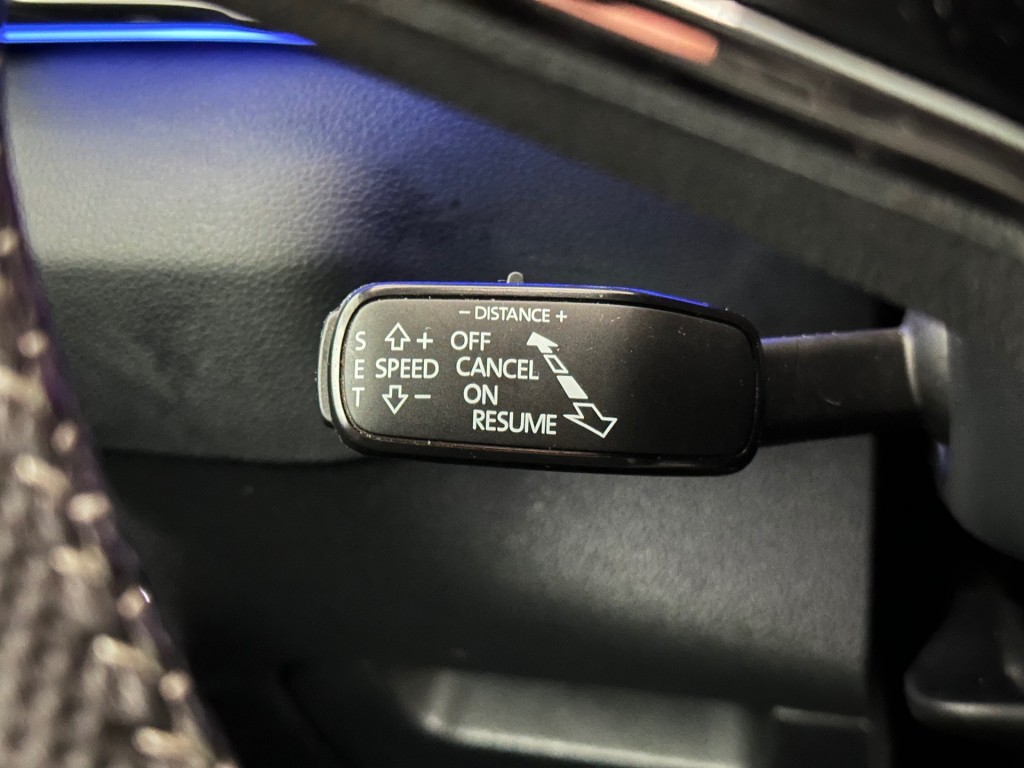 - DISTANCE +
S + OFF
E SPEED CANCEL
T - ON
RESUME